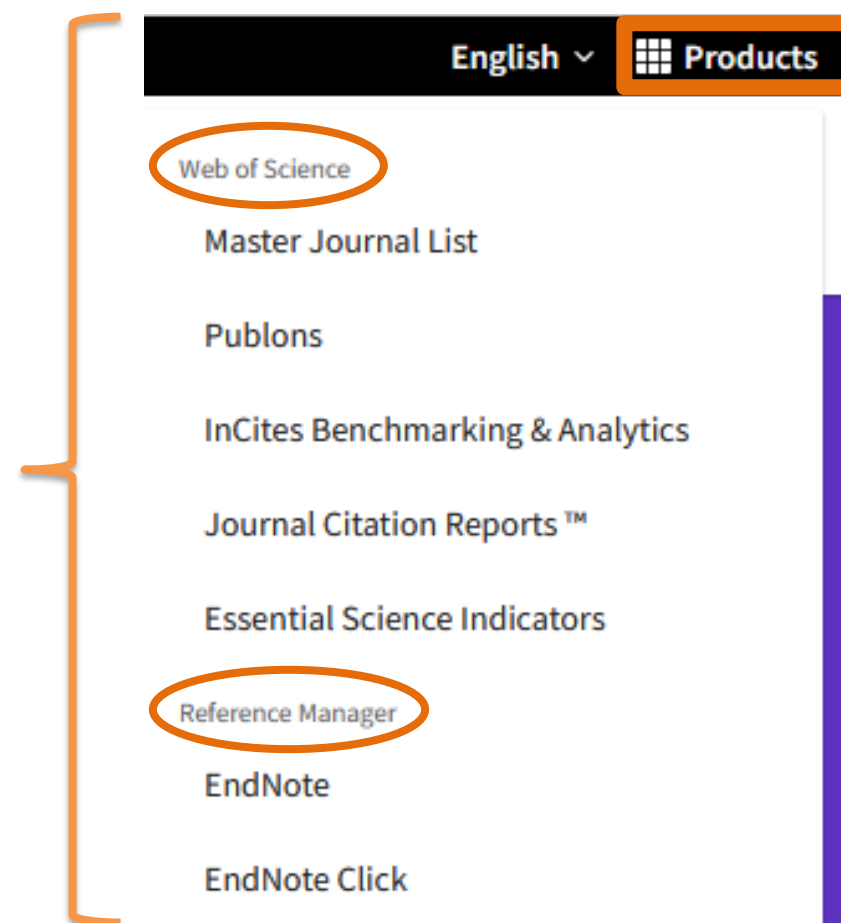 English Products
Web of Science
Master Journal List
Publons
InCites Benchmarking & Analytics
Journal Citation Reports ™
Essential Science Indicators
Reference Manager
EndNote
EndNote Click